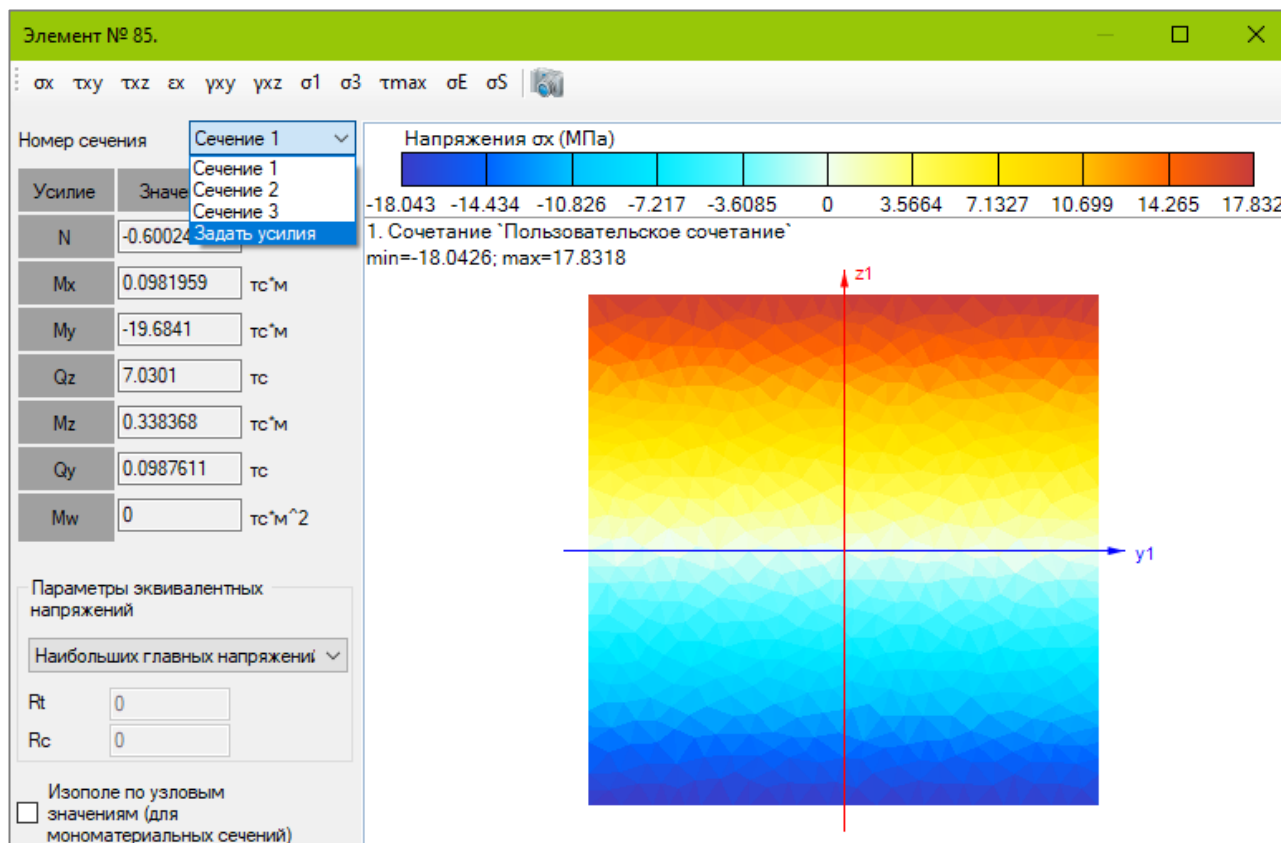 Элемент № 85.
σx τxy τxz εx γxy γxz σ1 σ3 τmax σE σS
Номер сечения Сечение 1
Сечение 1
Сечение 2
Сечение 3
Задать усилия
Усилие
N -0.60024
Mx 0.0981959 тс*м
My -19.6841 тс*м
Qz 7.0301 тс
Mz 0.338368 тс*м
Qy 0.0987611 тс
Mw 0 тс*м^2
Параметры эквивалентных
напряжений
Наибольших главных напряжений
Rt 0
Rc 0
Изополе по узловым
значениям (для
мономатериальных сечений)
Напряжения σx (МПа)
-18.043 -14.434 -10.826 -7.217 -3.6085 0 3.5664 7.1327 10.699 14.265 17.832
1. Сочетание `Пользовательское сочетание`
min=-18.0426; max=17.8318
z1
y1